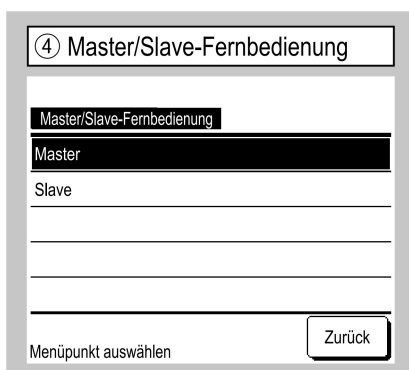 ④ Master/Slave-Fernbedienung
Master/Slave-Fernbedienung
Master
Slave
Zurück
Menüpunkt auswählen